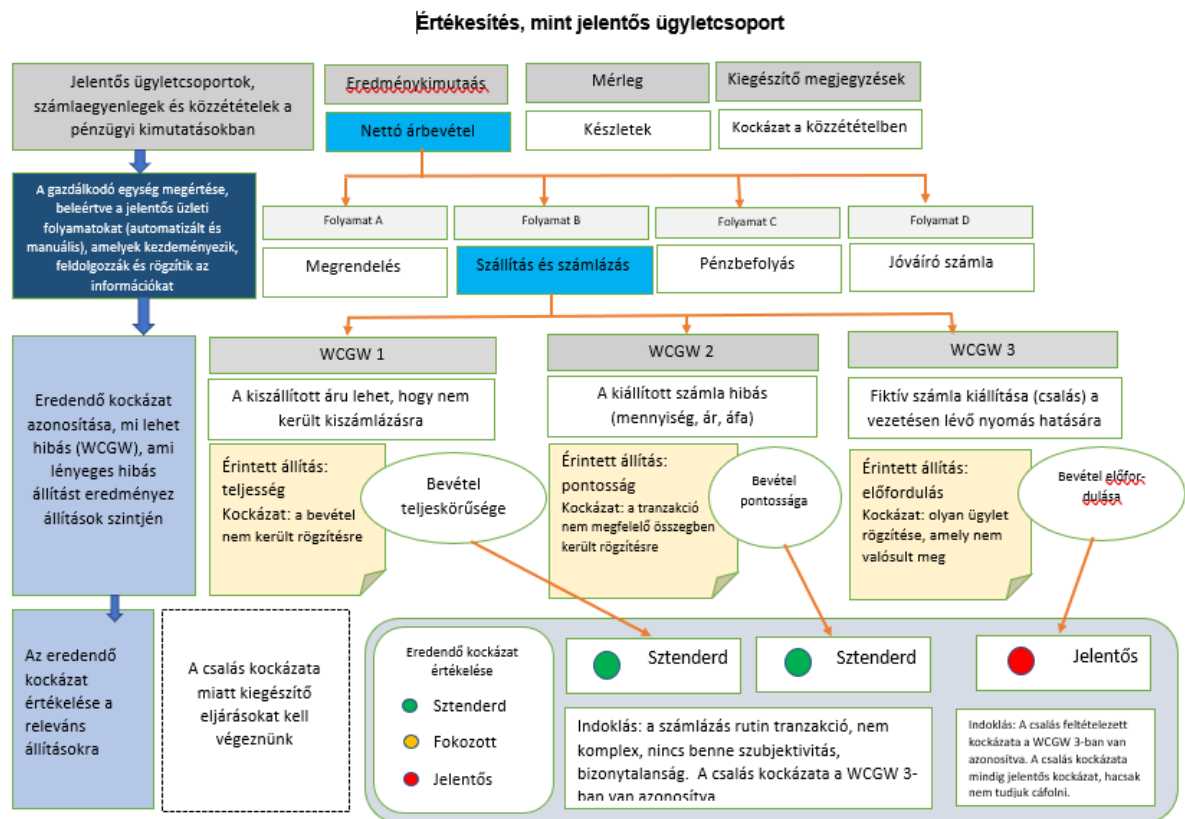 Értékesítés, mint jelentős ügyletcsoport
Jelentős ügyletcsoportok,
számlaegyenlegek és közzétételek a
pénzügyi kimutatásokban
Eredménykimutaás
Mérleg
Kiegészítő megjegyzések
Nettó árbevétel
Készletek
Kockázat a közzétételben
A gazdálkodó egység megértése,
beleértve a jelentős üzleti
folyamatokat (automatizált és
manuális), amelyek kezdeményezik,
feldolgozzák és rögzítik az
információkat
Folyamat A
Folyamat B
Folyamat C
Folyamat D
Megrendelés
Szállítás és számlázás
Pénzbefolyás
Jóváíró számla
Eredendő kockázat
azonosítása, mi lehet
hibás (WCGW), ami
lényeges hibás
állítást eredményez
állítások szintjén
WCGW 1
WCGW 2
WCGW 3
A kiszállított áru lehet, hogy nem
került kiszámlázásra
A kiállított számla hibás
(mennyiség, ár, áfa)
Fiktív számla kiállítása (csalás) a
vezetésen lévő nyomás hatására
Érintett állítás:
teljesség
Kockázat: a bevétel
nem került rögzítésre
Bevétel
teljeskörűsége
Érintett állítás:
pontosság
Kockázat: a tranzakció
nem megfelelő összegben
került rögzítésre
Bevétel
pontossága
Érintett állítás:
előfordulás
Kockázat: olyan ügylet
rögzítése, amely nem
valósult meg
Bevétel előfor-
dulása
Az eredendő
kockázat
értékelése a
releváns
állításokra
A csalás kockázata
miatt kiegészítő
eljárásokat kell
végeznünk
Eredendő kockázat
értékelése
Sztenderd
Fokozott
Jelentős
Sztenderd
Sztenderd
Jelentős
Indoklás: a számlázás rutin tranzakció, nem
komplex, nincs benne szubjektivitás,
bizonytalanság. A csalás kockázata a WCGW 3-
ban van azonosítva
Indoklás: A csalás feltételezett
kockázata a WCGW 3-ban van
azonosítva. A csalás kockázata
mindig jelentős kockázat, hacsak
nem tudjuk cáfolni.